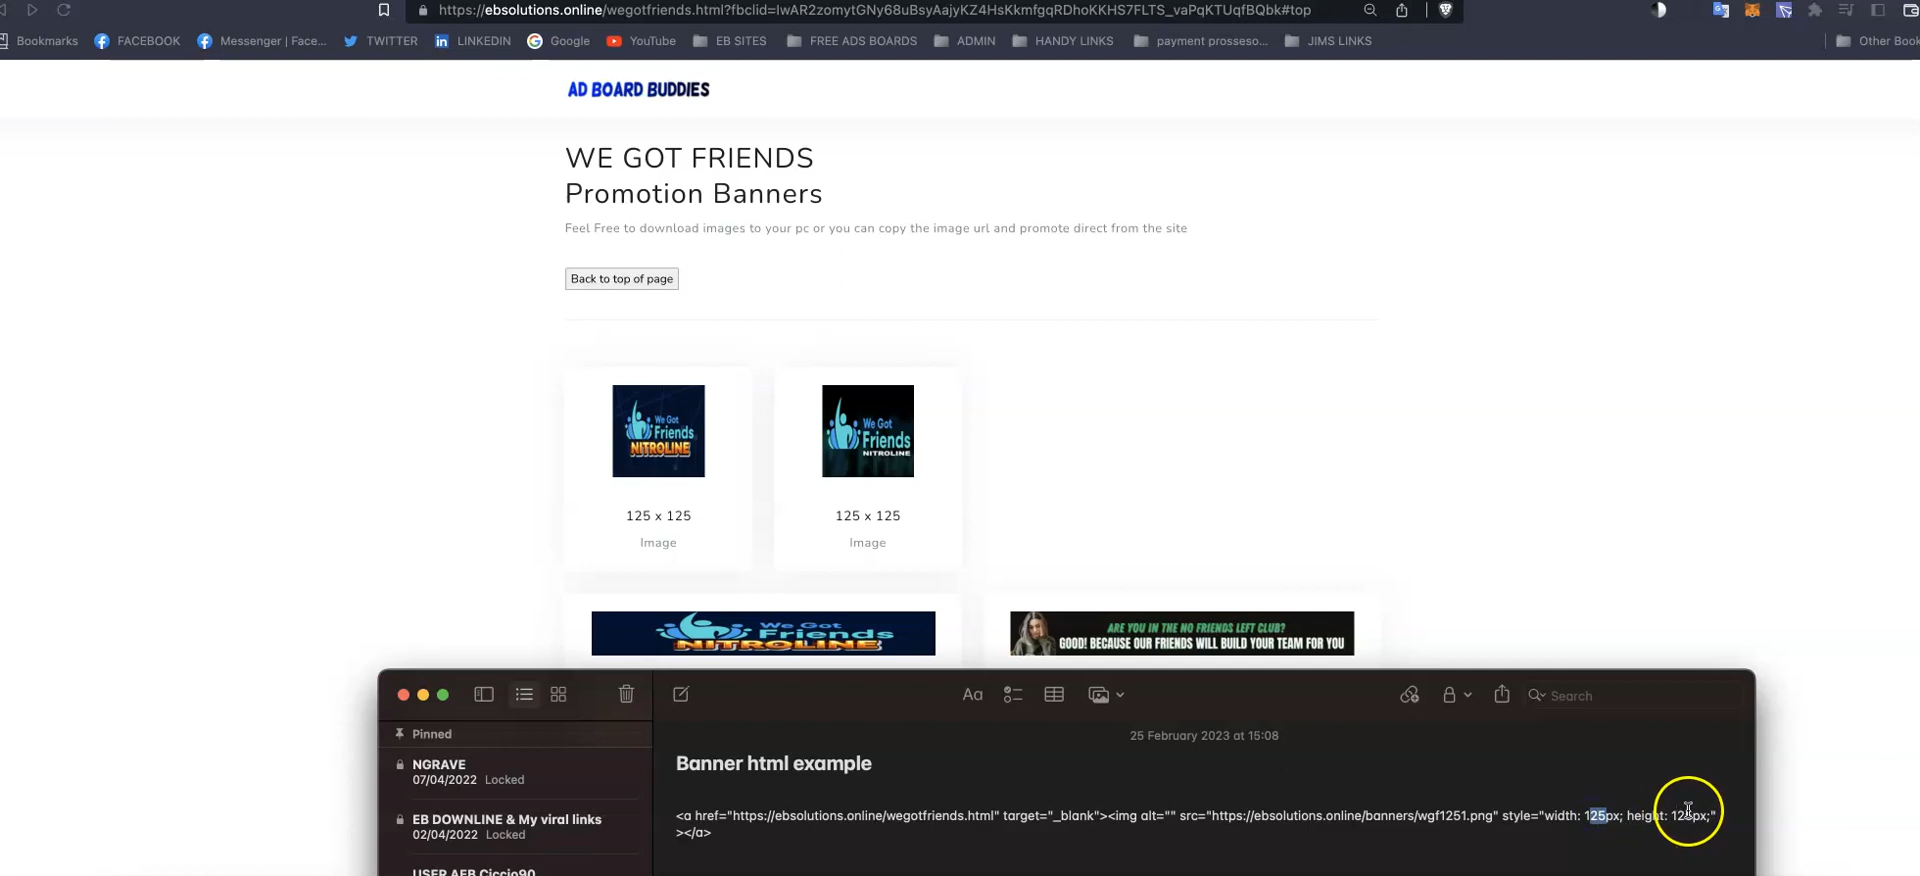 https://ebsolutions.online/wegotfriends.html?fbclid=IwAR2zomytGNy68uBsyAajyKZ4HsKkmfgqRDhoKKHS7FLTS_vaPqKTUqfBQbk#top
Bookmarks FACEBOOK Messenger | Face... TWITTER LINKEDIN Google YouTube EB SITES FREE ADS BOARDS ADMIN HANDY LINKS payment prosseso... JIMS LINKS Other Book
AD BOARD BUDDIES
WE GOT FRIENDS
Promotion Banners
Feel Free to download images to your pc or you can copy the image url and promote direct from the site
Back to top of page
We Got
Friends
NITROLINE
We Got
Friends
NITROLINE
125 x 125
Image
125 x 125
Image
We Got
Friends
NITROLINE
ARE YOU IN THE NO FRIENDS LEFT CLUB?
GOOD! BECAUSE OUR FRIENDS WILL BUILD YOUR TEAM FOR YOU
Aa
Search
Pinned
NGRAVE
07/04/2022 Locked
EB DOWNLINE & My viral links
02/04/2022 Locked
USER AEB Ciccio90
25 February 2023 at 15:08
Banner html example
<a href="https://ebsolutions.online/wegotfriends.html" target="_blank"><img alt="" src="https://ebsolutions.online/banners/wgf1251.png" style="width: 125px; height: 125px;"
></a>